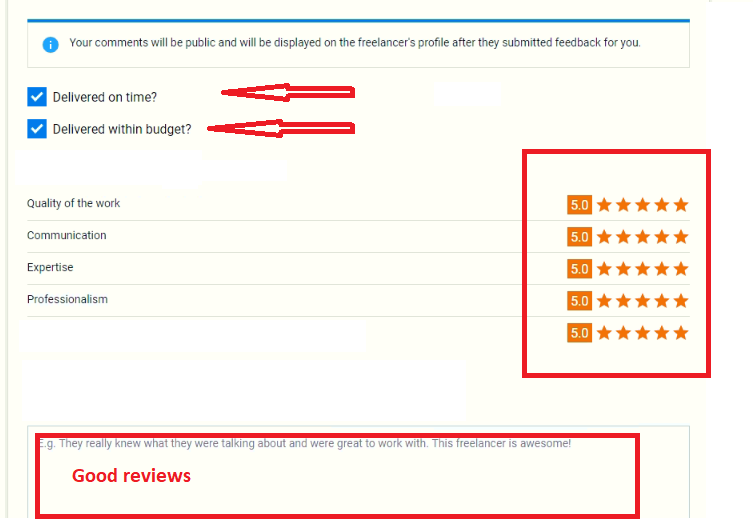 Your comments will be public and will be displayed on the freelancer's profile after they submitted feedback for you.
Delivered on time?
Delivered within budget?
Quality of the work 5.0
Communication 5.0
Expertise 5.0
Professionalism 5.0
5.0
E.g. They really knew what they were talking about and were great to work with. This freelancer is awesome!
Good reviews